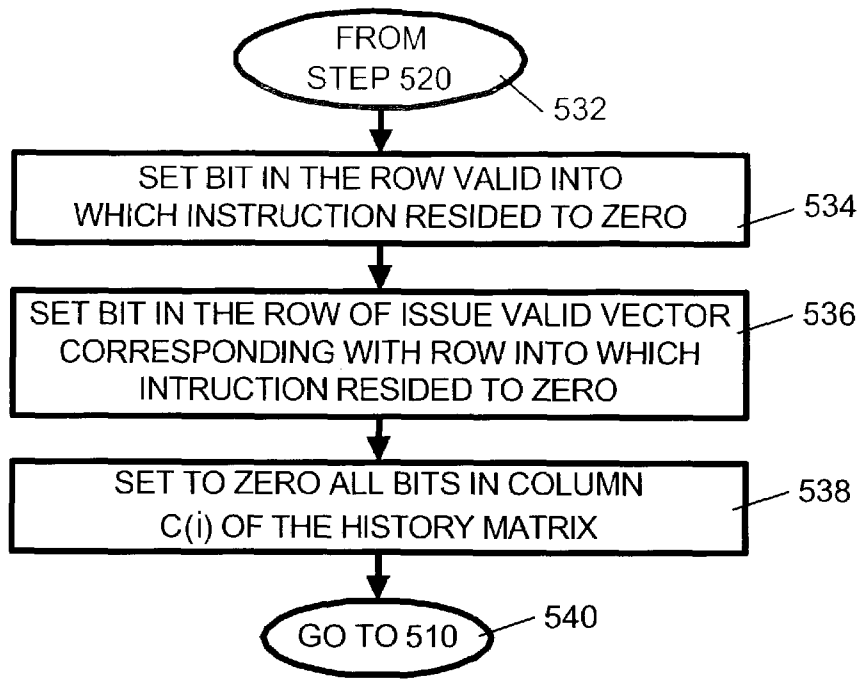 FROM
STEP 520
532
SET BIT IN THE ROW VALID INTO
WHICH INSTRUCTION RESIDED TO ZERO
534
SET BIT IN THE ROW OF ISSUE VALID VECTOR
CORRESPONDING WITH ROW INTO WHICH
INTRUCTION RESIDED TO ZERO
536
SET TO ZERO ALL BITS IN COLUMN
C(i) OF THE HISTORY MATRIX
538
GO TO 510
540